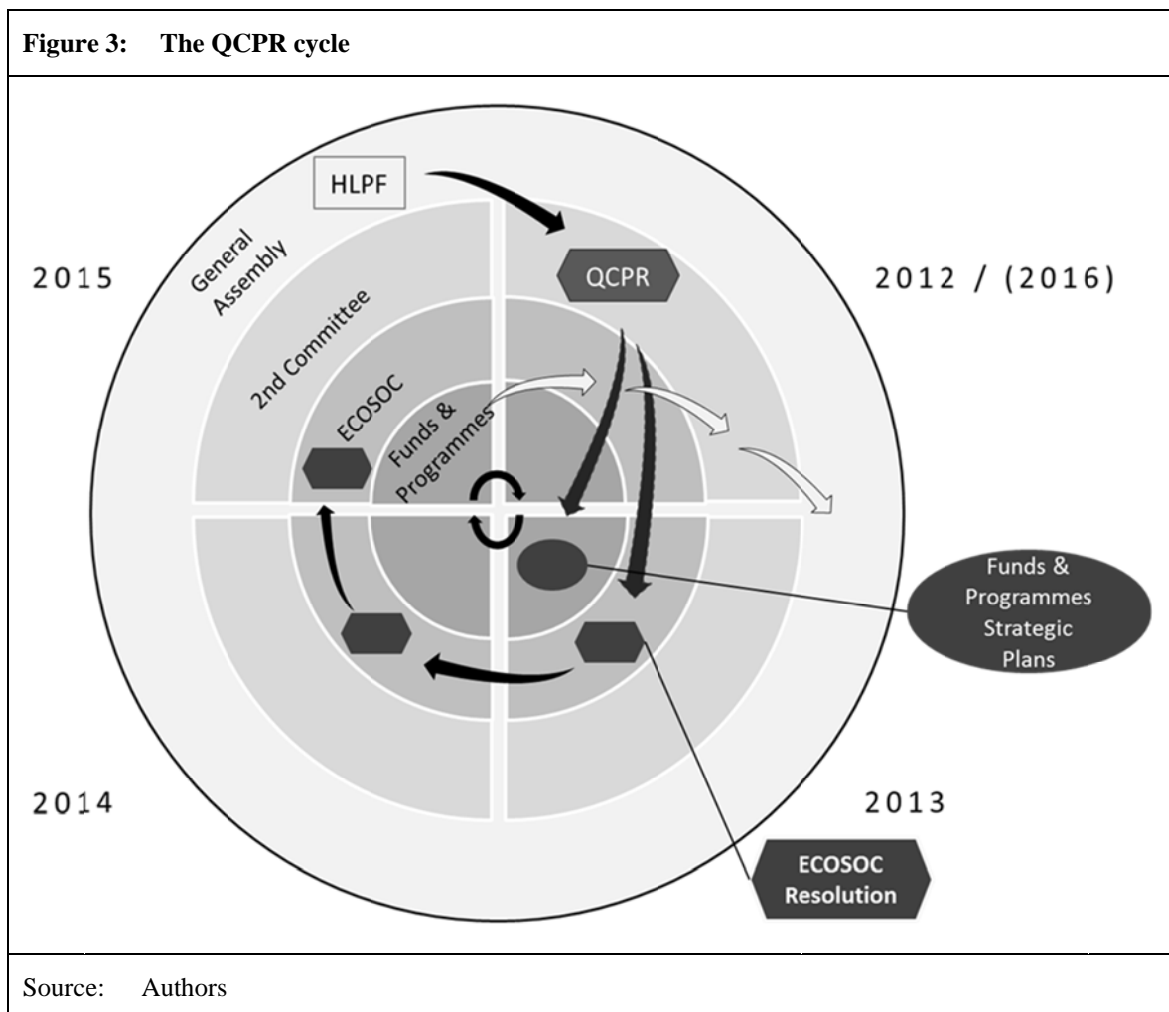 Figure 3: The QCPR cycle
HLPF
General
Assembly
QCPR
2015
2012 / (2016)
2nd Committee
ECOSOC
Funds &
Programmes
Funds &
Programmes
Strategic
Plans
2014
2013
ECOSOC
Resolution
Source: Authors